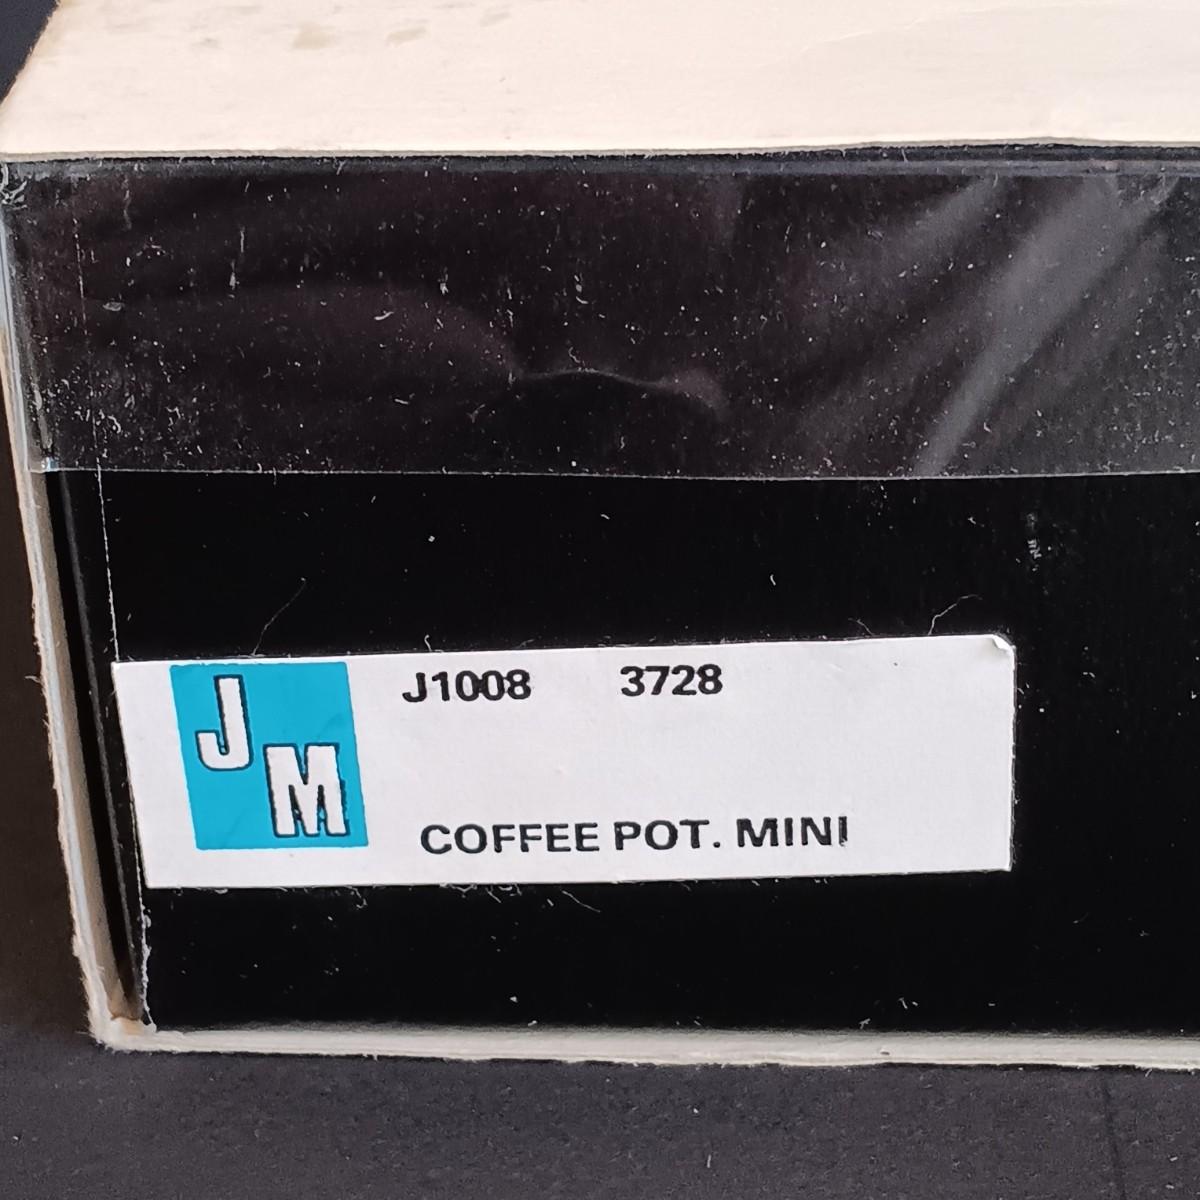 JM
J1008 3728
COFFEE POT. MINI